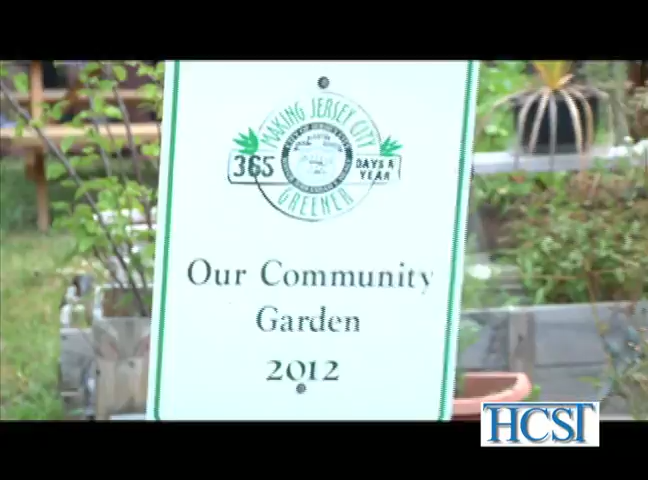 MAKING JERSEY CITY
365 DAYS A YEAR
GREENER
Our Community
Garden
2012
HCST